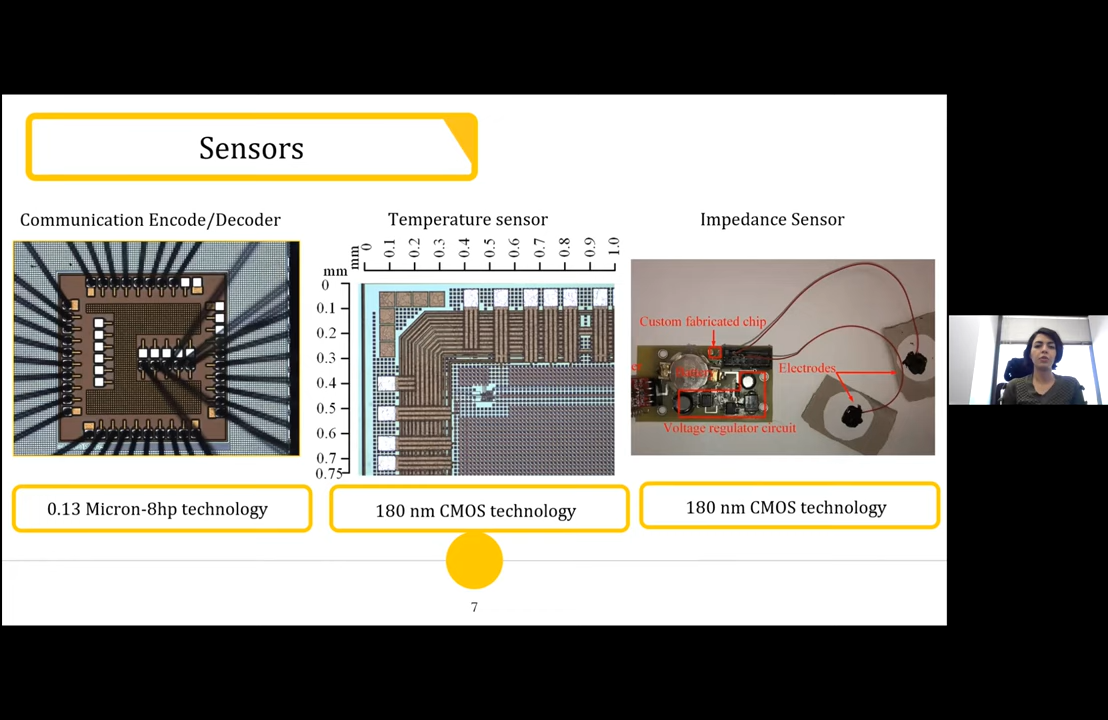 Sensors
Communication Encode/Decoder
Temperature sensor
Impedance Sensor
mm
0
0.1
0.2
0.3
0.4
0.5
0.6
0.7
0.8
0.9
1.0
mm
0
0.1
0.2
0.3
0.4
0.5
0.6
0.7
0.75
Custom fabricated chip
Electrodes
Voltage regulator circuit
0.13 Micron-8hp technology
180 nm CMOS technology
180 nm CMOS technology
7